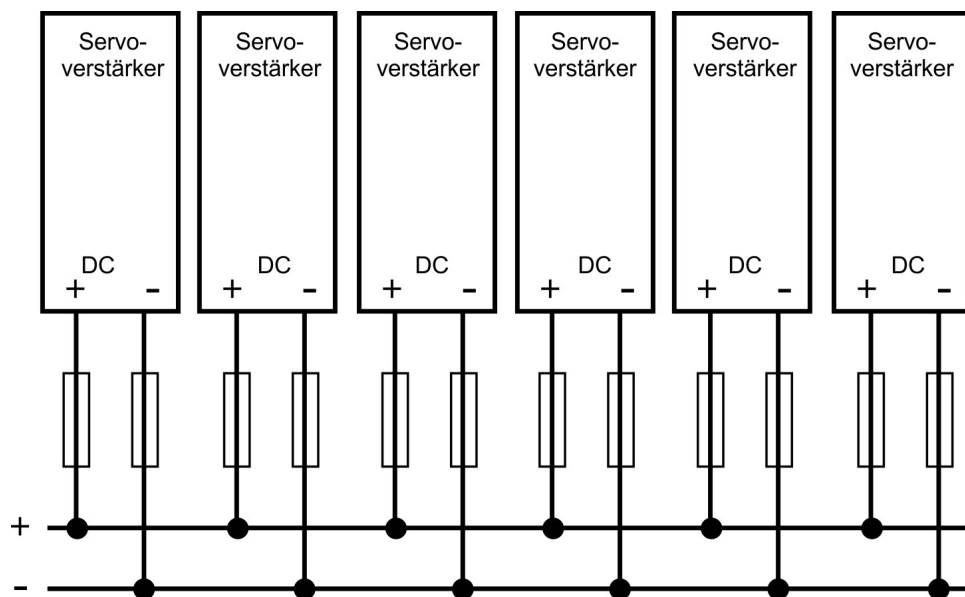 Servo-
verstärker
Servo-
verstärker
Servo-
verstärker
Servo-
verstärker
Servo-
verstärker
Servo-
verstärker
DC
+ -
DC
+ -
DC
+ -
DC
+ -
DC
+ -
DC
+ -
+
-